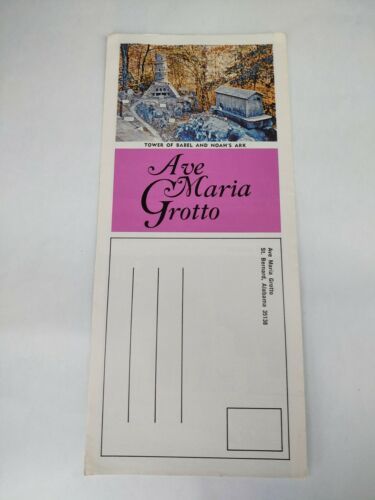 TOWER OF BABEL AND NOAH'S ARK
Ave
Maria
Grotto
Ave Maria Grotto
St. Bernard, Alabama 35138